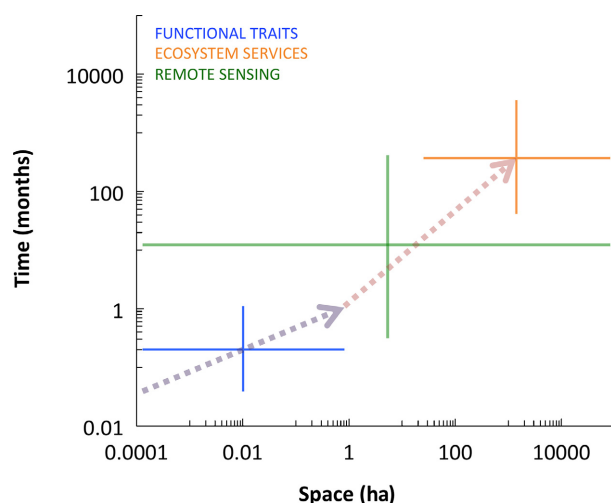 FUNCTIONAL TRAITS
ECOSYSTEM SERVICES
REMOTE SENSING
Time (months)
10000
100
1
0.01
0.0001
0.01
1
100
10000
Space (ha)